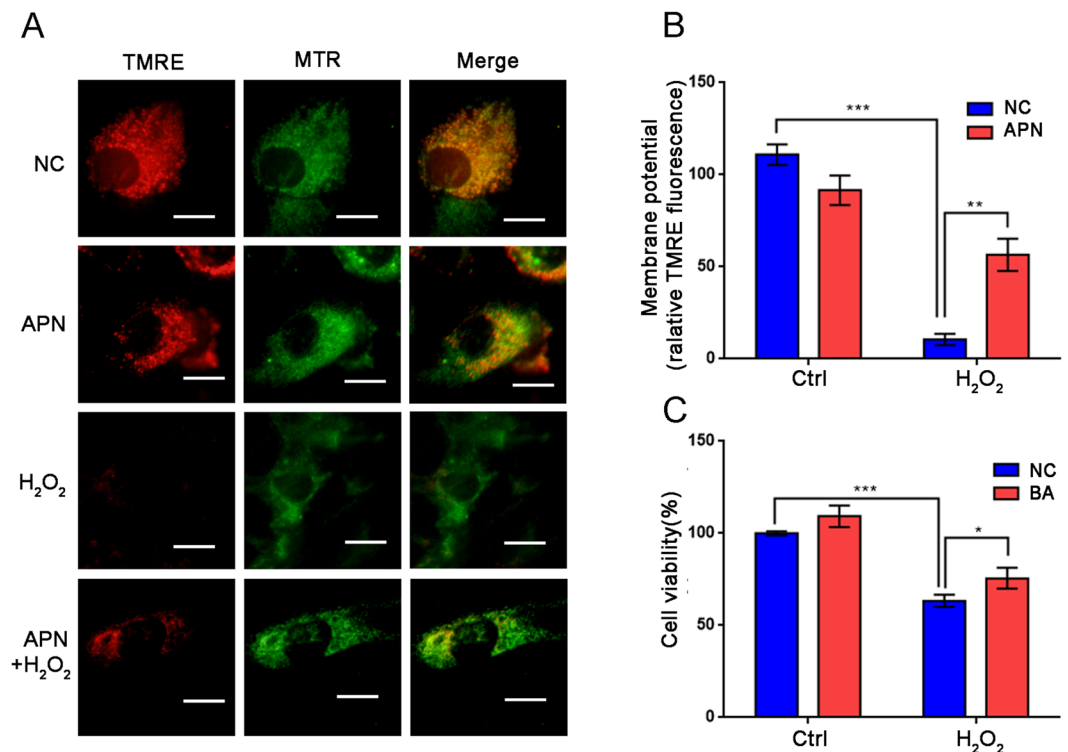 A
TMRE MTR Merge
NC
APN
H₂O₂
APN
+H₂O₂
B
Membrane potential
(ralative TMRE fluorescence)
150
100
50
0
***
**
NC
APN
Ctrl H₂O₂
C
Cell viability(%)
150
100
50
0
***
*
NC
BA
Ctrl H₂O₂